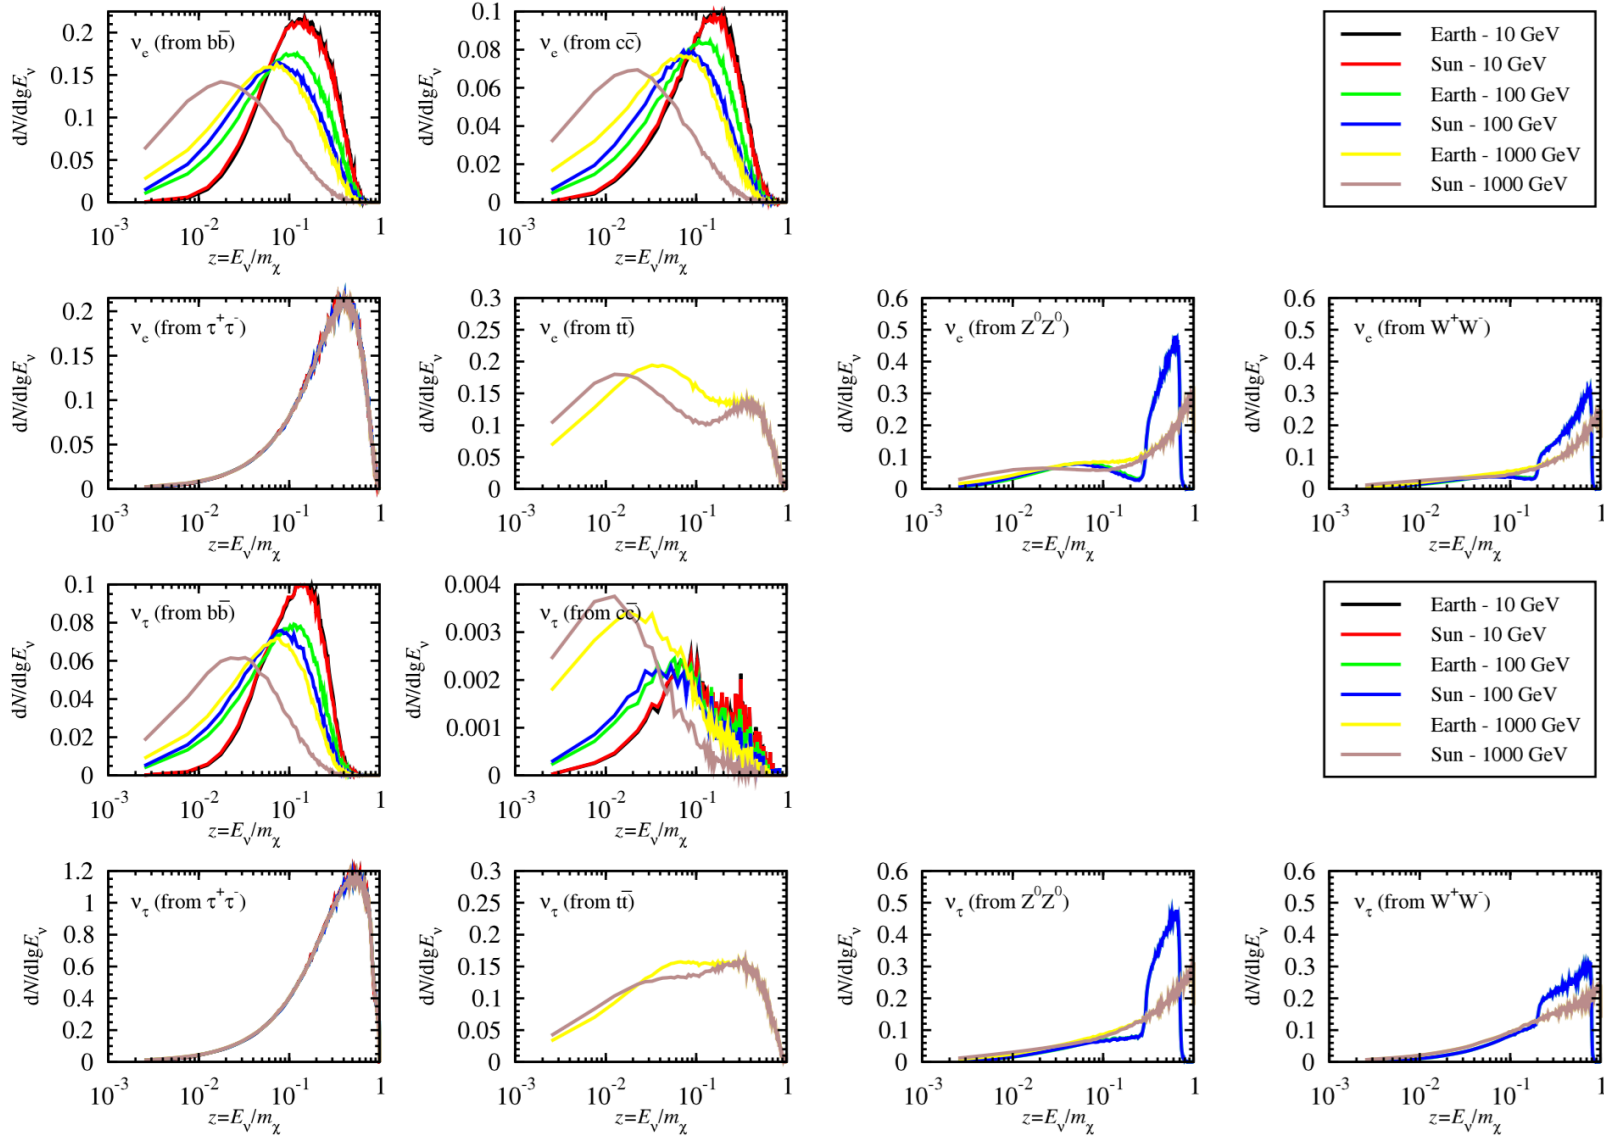 ν_e (from bb̅)
dN/dlgE_ν
0.2
0.15
0.1
0.05
0
10^-3 10^-2 10^-1 1
z=E_ν/m_χ
ν_e (from cc̅)
dN/dlgE_ν
0.1
0.08
0.06
0.04
0.02
0
10^-3 10^-2 10^-1 1
z=E_ν/m_χ
Earth - 10 GeV
Sun - 10 GeV
Earth - 100 GeV
Sun - 100 GeV
Earth - 1000 GeV
Sun - 1000 GeV
ν_e (from τ^+τ^-)
dN/dlgE_ν
0.2
0.15
0.1
0.05
0
10^-3 10^-2 10^-1 1
z=E_ν/m_χ
ν_e (from tt̅)
dN/dlgE_ν
0.3
0.25
0.2
0.15
0.1
0.05
0
10^-3 10^-2 10^-1 1
z=E_ν/m_χ
ν_e (from Z^0Z^0)
dN/dlgE_ν
0.6
0.5
0.4
0.3
0.2
0.1
0
10^-3 10^-2 10^-1 1
z=E_ν/m_χ
ν_e (from W^+W^-)
dN/dlgE_ν
0.6
0.5
0.4
0.3
0.2
0.1
0
10^-3 10^-2 10^-1 1
z=E_ν/m_χ
ν_τ (from bb̅)
dN/dlgE_ν
0.1
0.08
0.06
0.04
0.02
0
10^-3 10^-2 10^-1 1
z=E_ν/m_χ
ν_τ (from cc̅)
dN/dlgE_ν
0.004
0.003
0.002
0.001
0
10^-3 10^-2 10^-1 1
z=E_ν/m_χ
Earth - 10 GeV
Sun - 10 GeV
Earth - 100 GeV
Sun - 100 GeV
Earth - 1000 GeV
Sun - 1000 GeV
ν_τ (from τ^+τ^-)
dN/dlgE_ν
1.2
1
0.8
0.6
0.4
0.2
0
10^-3 10^-2 10^-1 1
z=E_ν/m_χ
ν_τ (from tt̅)
dN/dlgE_ν
0.3
0.25
0.2
0.15
0.1
0.05
0
10^-3 10^-2 10^-1 1
z=E_ν/m_χ
ν_τ (from Z^0Z^0)
dN/dlgE_ν
0.6
0.5
0.4
0.3
0.2
0.1
0
10^-3 10^-2 10^-1 1
z=E_ν/m_χ
ν_τ (from W^+W^-)
dN/dlgE_ν
0.6
0.5
0.4
0.3
0.2
0.1
0
10^-3 10^-2 10^-1 1
z=E_ν/m_χ